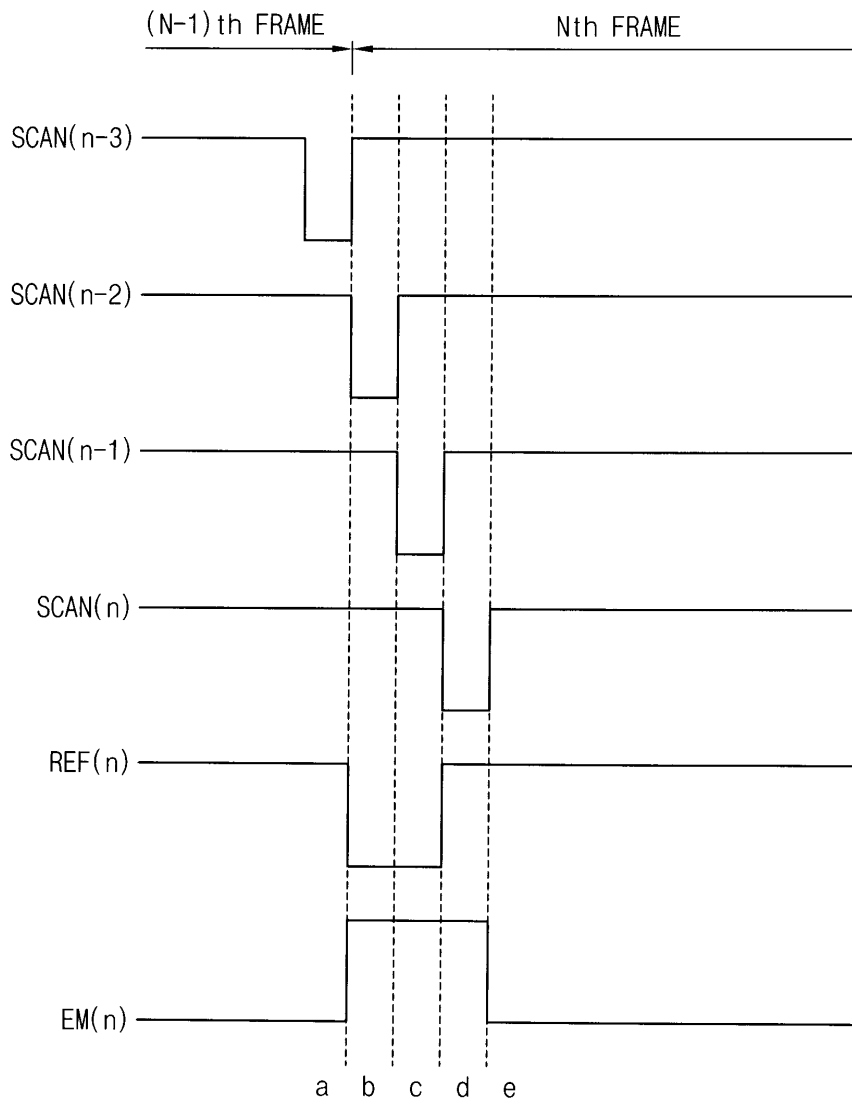 (N-1)th FRAME Nth FRAME
SCAN(n-3)
SCAN(n-2)
SCAN(n-1)
SCAN(n)
REF(n)
EM(n)
a b c d e